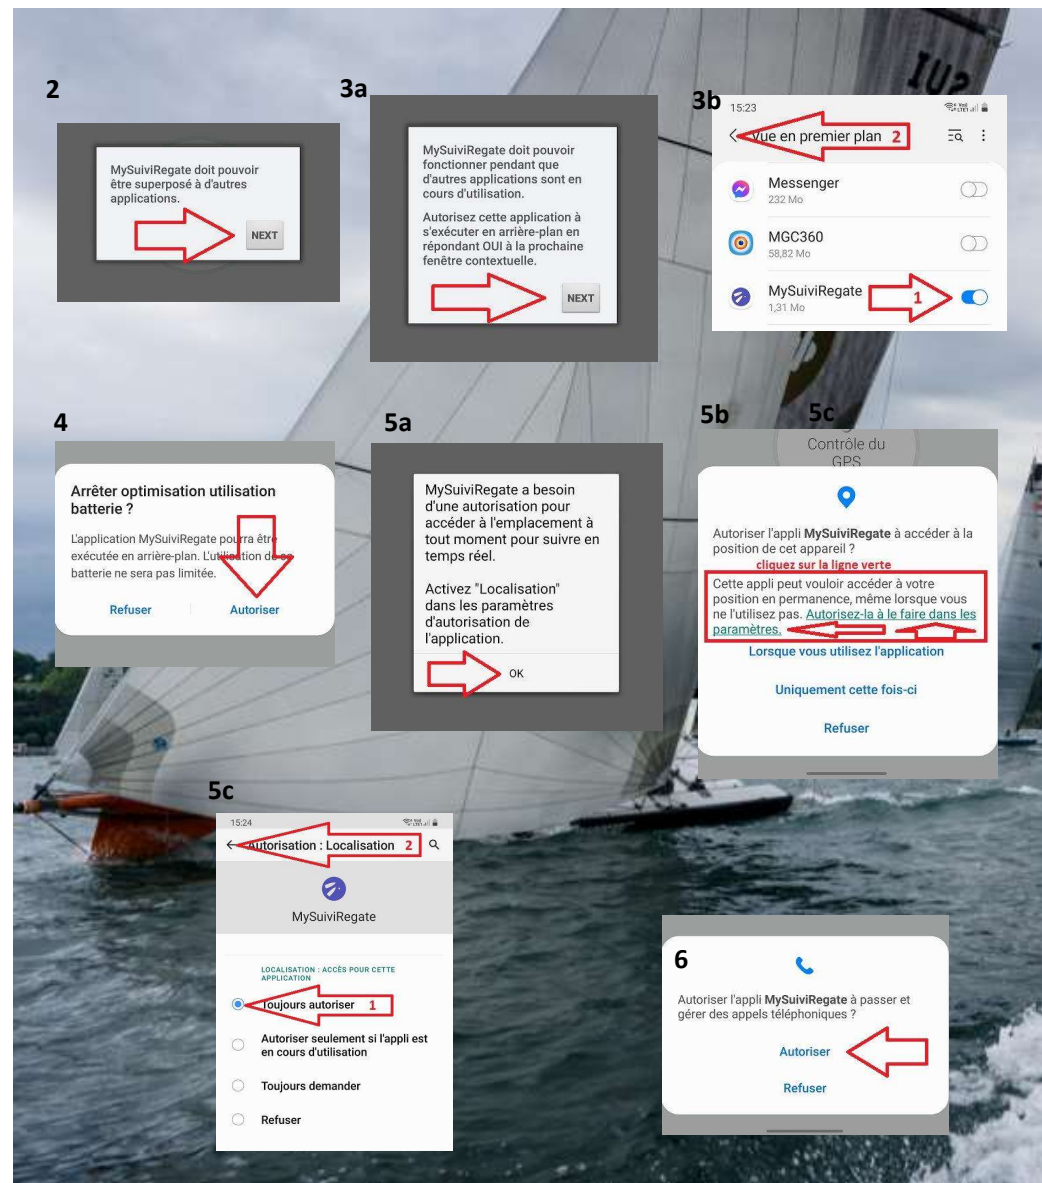 IU2
2
MySuiviRegate doit pouvoir
être superposé à d'autres
applications.
NEXT
3a
MySuiviRegate doit pouvoir
fonctionner pendant que
d'autres applications sont en
cours d'utilisation.
Autorisez cette application à
s'exécuter en arrière-plan en
répondant OUI à la prochaine
fenêtre contextuelle.
NEXT
3b
15:23
Vue en premier plan 2
Messenger
232 Mo
MGC360
58,82 Mo
MySuiviRegate
1,31 Mo
1
4
Arrêter optimisation utilisation
batterie ?
L'application MySuiviRegate pourra être
exécutée en arrière-plan. L'utilisation de sa
batterie ne sera pas limitée.
Refuser Autoriser
5a
MySuiviRegate a besoin
d'une autorisation pour
accéder à l'emplacement à
tout moment pour suivre en
temps réel.
Activez "Localisation"
dans les paramètres
d'autorisation de
l'application.
OK
5b 5c
Contrôle du
GPS
Autoriser l'appli MySuiviRegate à accéder à la
position de cet appareil ?
cliquez sur la ligne verte
Cette appli peut vouloir accéder à votre
position en permanence, même lorsque vous
ne l'utilisez pas. Autorisez-la à le faire dans les
paramètres.
Lorsque vous utilisez l'application
Uniquement cette fois-ci
Refuser
5c
15:24
Autorisation : Localisation 2
MySuiviRegate
LOCALISATION : ACCÈS POUR CETTE
APPLICATION
Toujours autoriser 1
Autoriser seulement si l'appli est
en cours d'utilisation
Toujours demander
Refuser
6
Autoriser l'appli MySuiviRegate à passer et
gérer des appels téléphoniques ?
Autoriser
Refuser